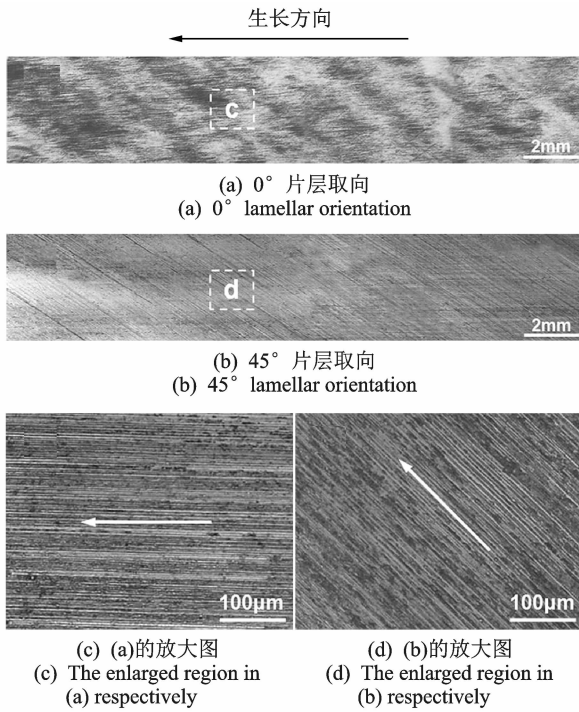 生长方向
c
2mm
(a) 0°片层取向
(a) 0° lamellar orientation
d
2mm
(b) 45°片层取向
(b) 45° lamellar orientation
100μm
100μm
(c) (a)的放大图
(c) The enlarged region in
(a) respectively
(d) (b)的放大图
(d) The enlarged region in
(b) respectively